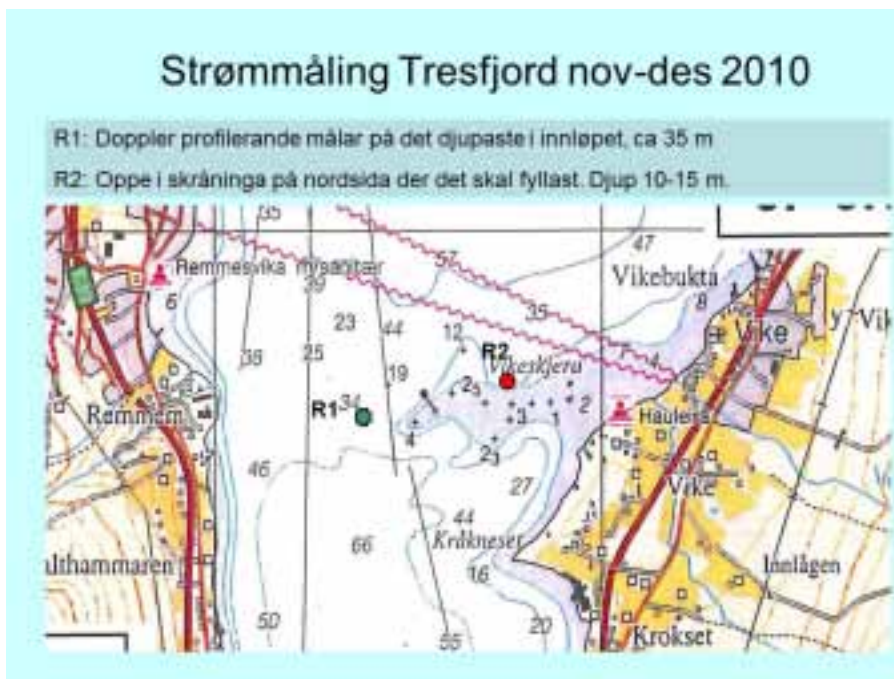 Strømmåling Tresfjord nov-des 2010
R1: Doppler profilerande målar på det djupaste i innløpet, ca 35 m
R2: Oppe i skråninga på nordsida der det skal fyllast. Djup 10-15 m.
35
57
47
Remmesvika
39
Vikebukta
6
35
8
23
44
12
Vike
38
25
R2
7
4
Vikeskjera
19
2
R1
34
Remmem
3
1
2
4
46
27
Vike
44
66
Kråkneset
Innlågen
althammaren
16
50
20
55
Krokset